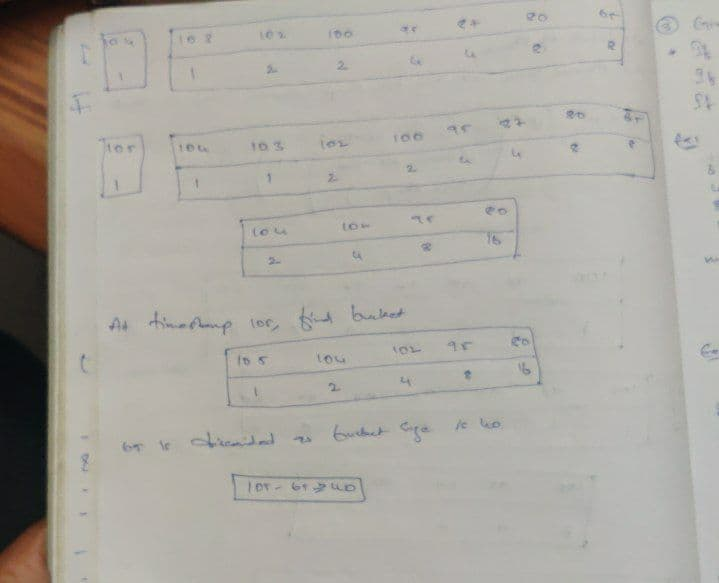 104 103 102 100 95 87 80 65
1 1 2 2 4 4 8 8
105 104 103 102 100 95 87 80 65
1 1 1 2 2 4 4 8 8
104 102 95 80
2 4 8 16
At timestamp 105, find bucket
105 104 102 95 80
1 2 4 8 16
65 is discarded as bucket size is 40
105 - 65 ≥ 40